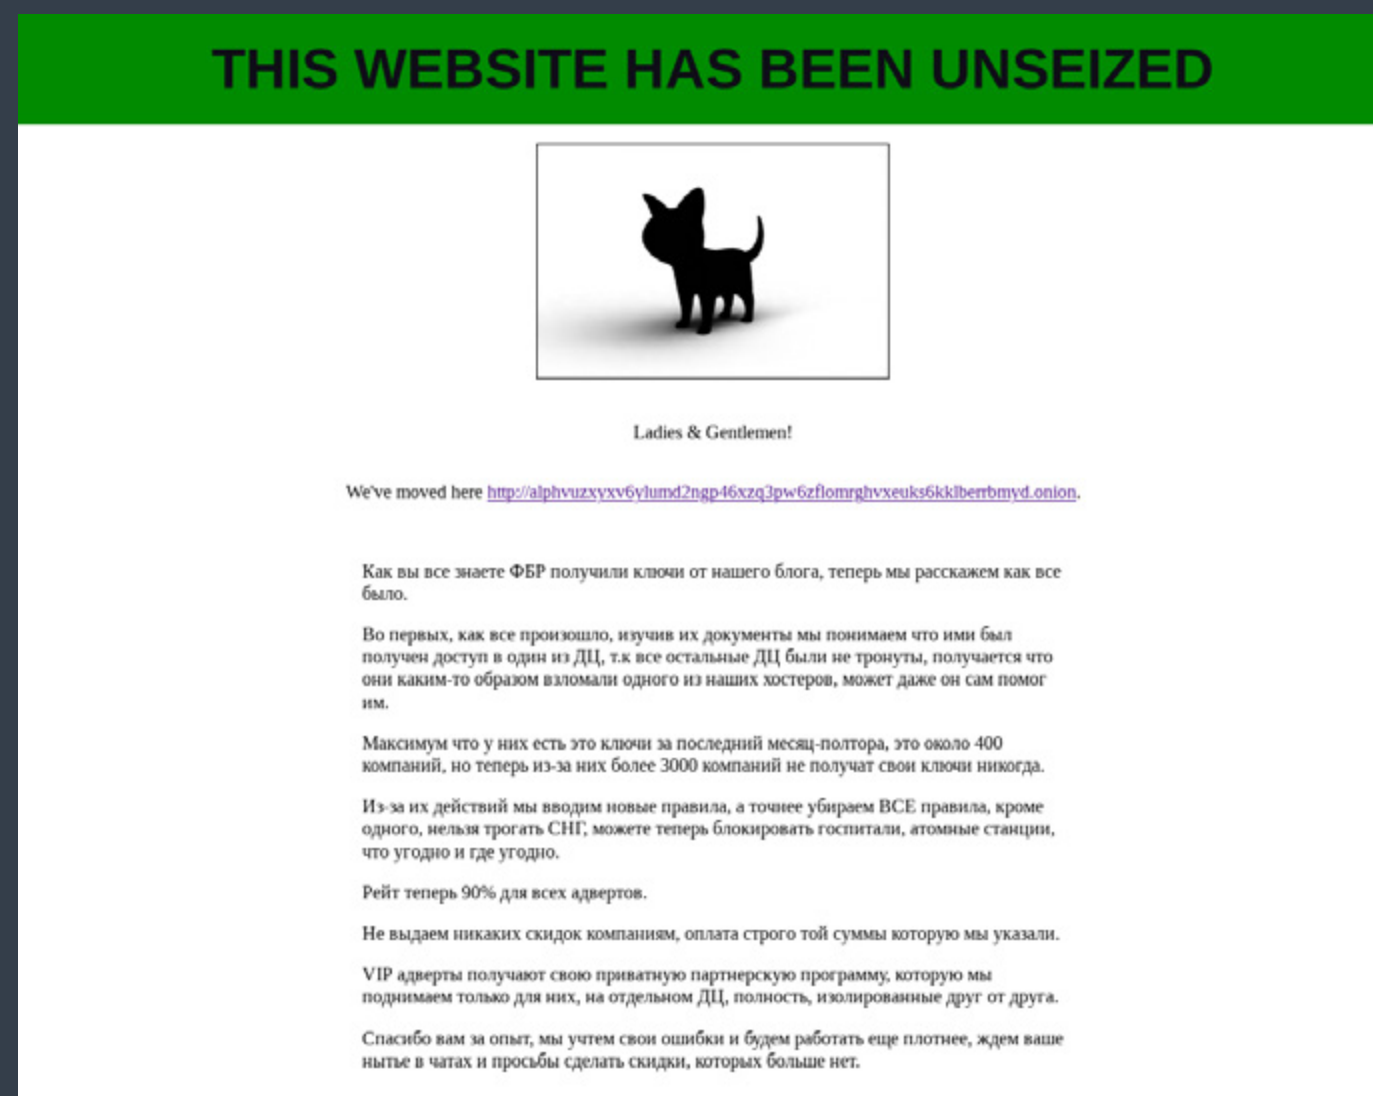 THIS WEBSITE HAS BEEN UNSEIZED
Ladies & Gentlemen!
We've moved here http://alphvuzxyxv6ylumd2ngp46xzq3pw6zflomrghvxeuks6kklberrbmyd.onion.
Как вы все знаете ФБР получили ключи от нашего блога, теперь мы расскажем как все
было.
Во первых, как все произошло, изучив их документы мы понимаем что ими был
получен доступ в один из ДЦ, т.к все остальные ДЦ были не тронуты, получается что
они каким-то образом взломали одного из наших хостеров, может даже он сам помог
им.
Максимум что у них есть это ключи за последний месяц-полтора, это около 400
компаний, но теперь из-за них более 3000 компаний не получат свои ключи никогда.
Из-за их действий мы вводим новые правила, а точнее убираем ВСЕ правила, кроме
одного, нельзя трогать СНГ, можете теперь блокировать госпитали, атомные станции,
что угодно и где угодно.
Рейт теперь 90% для всех адвертов.
Не выдаем никаких скидок компаниям, оплата строго той суммы которую мы указали.
VIP адверты получают свою приватную партнерскую программу, которую мы
поднимаем только для них, на отдельном ДЦ, полность, изолированные друг от друга.
Спасибо вам за опыт, мы учтем свои ошибки и будем работать еще плотнее, ждем ваше
нытье в чатах и просьбы сделать скидки, которых больше нет.